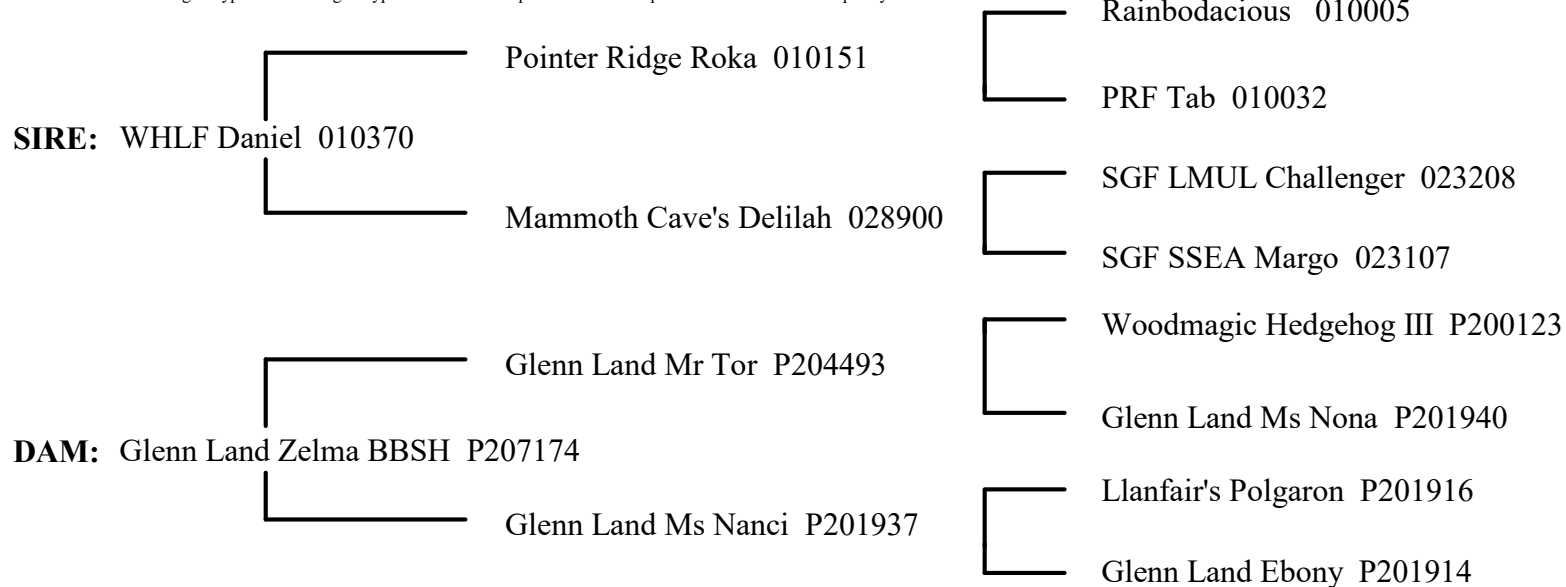 Rainbodacious 010005
Pointer Ridge Roka 010151
PRF Tab 010032
SIRE: WHLF Daniel 010370
SGF LMUL Challenger 023208
Mammoth Cave's Delilah 028900
SGF SSEA Margo 023107
Woodmagic Hedgehog III P200123
Glenn Land Mr Tor P204493
Glenn Land Ms Nona P201940
DAM: Glenn Land Zelma BBSH P207174
Llanfair's Polgaron P201916
Glenn Land Ms Nanci P201937
Glenn Land Ebony P201914